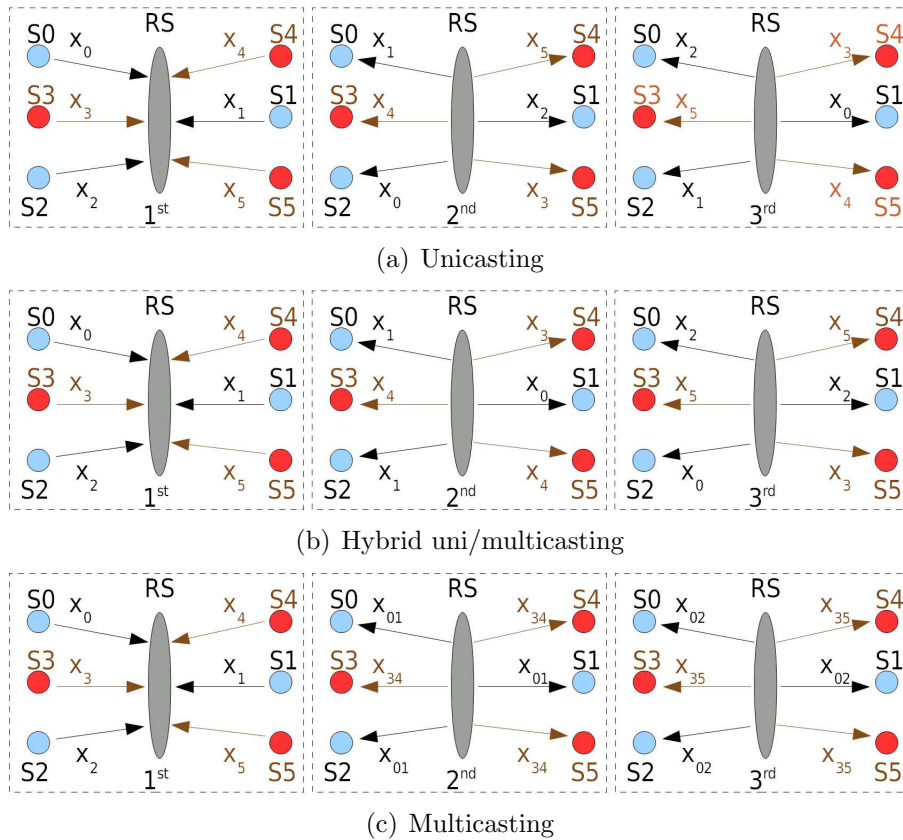 S0 X0 RS X4 S4
S3 X3 X1 S1
S2 X2 1st X5 S5
S0 X1 RS X5 S4
S3 X4 X2 S1
S2 X0 2nd X3 S5
S0 X2 RS X3 S4
S3 X5 X0 S1
S2 X1 3rd X4 S5
(a) Unicasting
S0 X0 RS X4 S4
S3 X3 X1 S1
S2 X2 1st X5 S5
S0 X1 RS X3 S4
S3 X4 X0 S1
S2 X1 2nd X4 S5
S0 X2 RS X5 S4
S3 X5 X2 S1
S2 X0 3rd X3 S5
(b) Hybrid uni/multicasting
S0 X0 RS X4 S4
S3 X3 X1 S1
S2 X2 1st X5 S5
S0 X01 RS X34 S4
S3 X34 X01 S1
S2 X01 2nd X34 S5
S0 X02 RS X35 S4
S3 X35 X02 S1
S2 X02 3rd X35 S5
(c) Multicasting